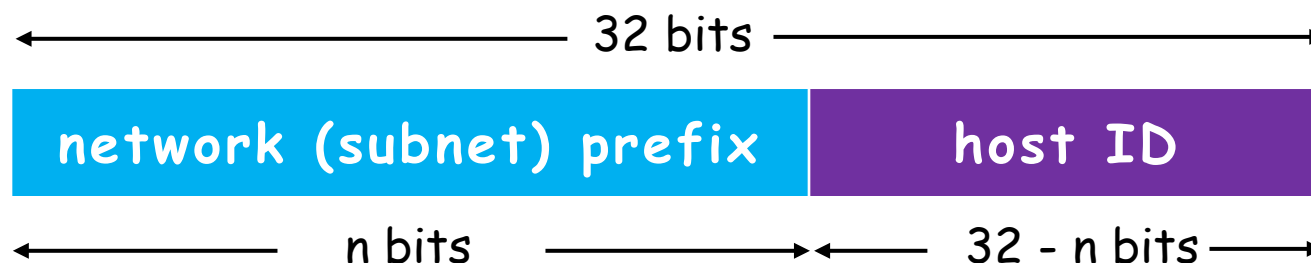 32 bits
network (subnet) prefix host ID
n bits 32 - n bits